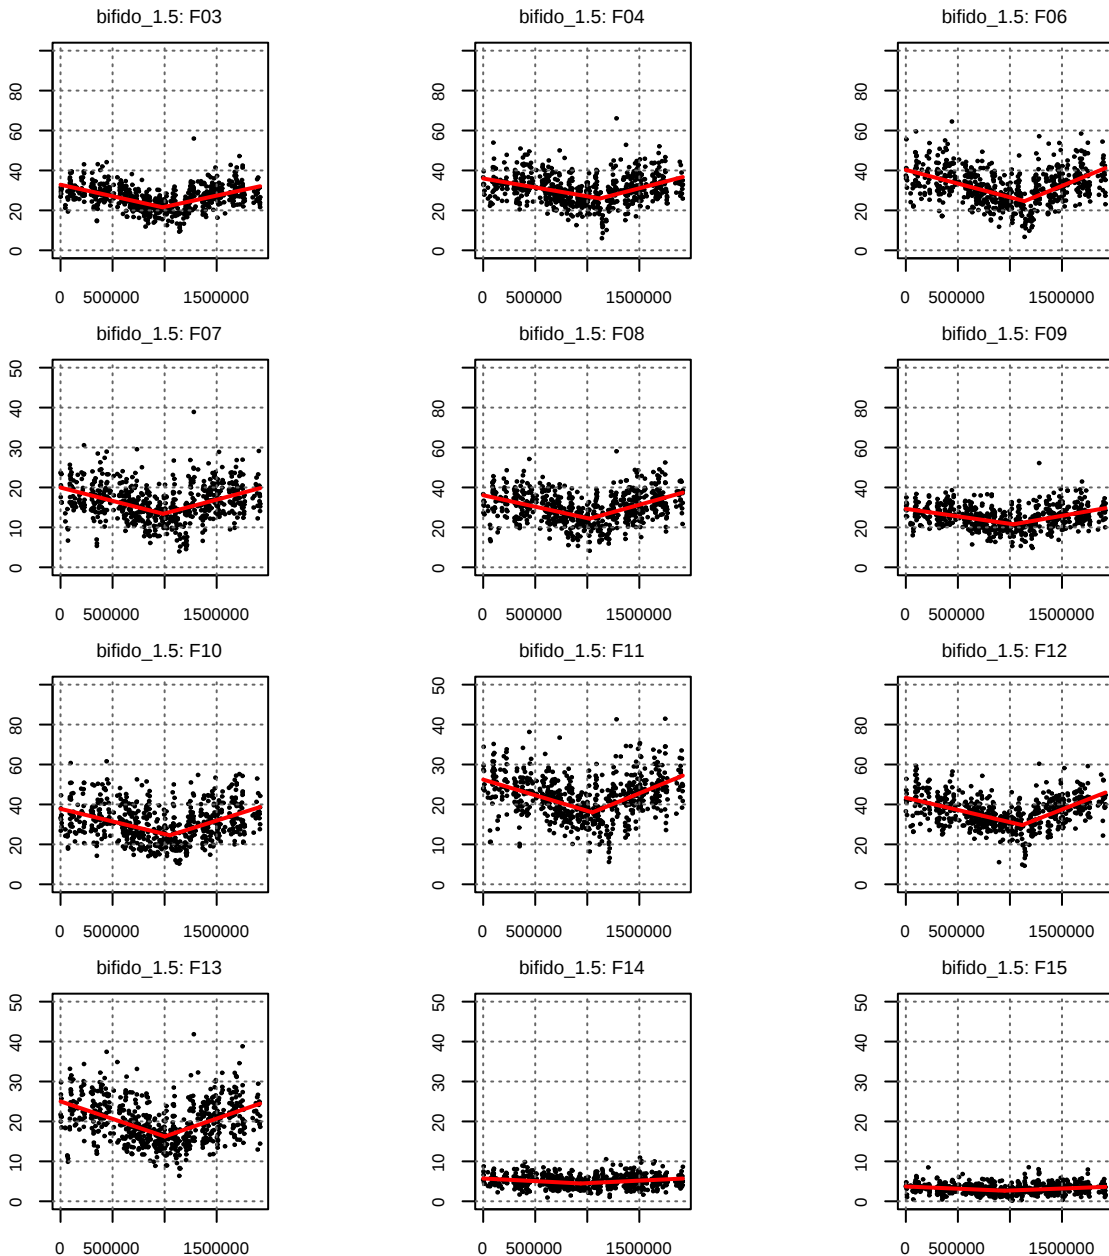 bifido_1.5: F03
bifido_1.5: F04
bifido_1.5: F06
0 20 40 60 80
0 20 40 60 80
0 20 40 60 80
0 500000 1500000
0 500000 1500000
0 500000 1500000
bifido_1.5: F07
bifido_1.5: F08
bifido_1.5: F09
0 10 20 30 40 50
0 20 40 60 80
0 20 40 60 80
0 500000 1500000
0 500000 1500000
0 500000 1500000
bifido_1.5: F10
bifido_1.5: F11
bifido_1.5: F12
0 20 40 60 80
0 10 20 30 40 50
0 20 40 60 80
0 500000 1500000
0 500000 1500000
0 500000 1500000
bifido_1.5: F13
bifido_1.5: F14
bifido_1.5: F15
0 10 20 30 40 50
0 10 20 30 40 50
0 10 20 30 40 50
0 500000 1500000
0 500000 1500000
0 500000 1500000